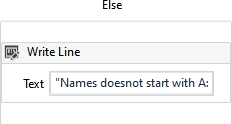 Else
Write Line
Text "Names doesnot start with A: